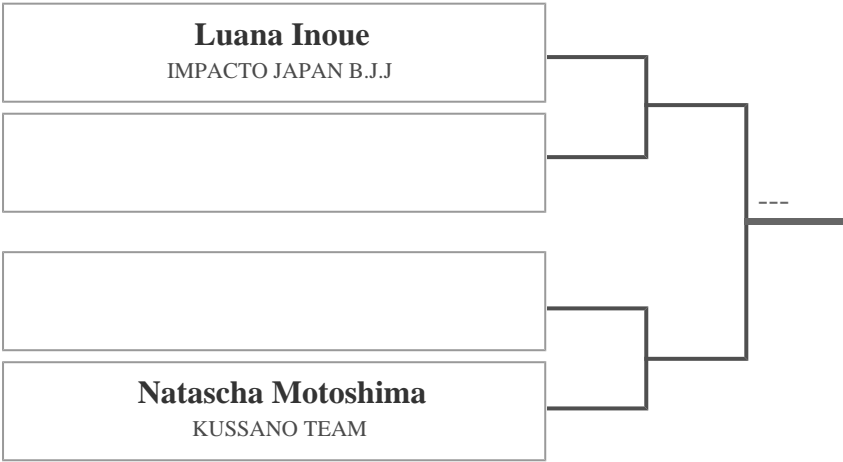 Luana Inoue
IMPACTO JAPAN B.J.J
---
Natascha Motoshima
KUSSANO TEAM